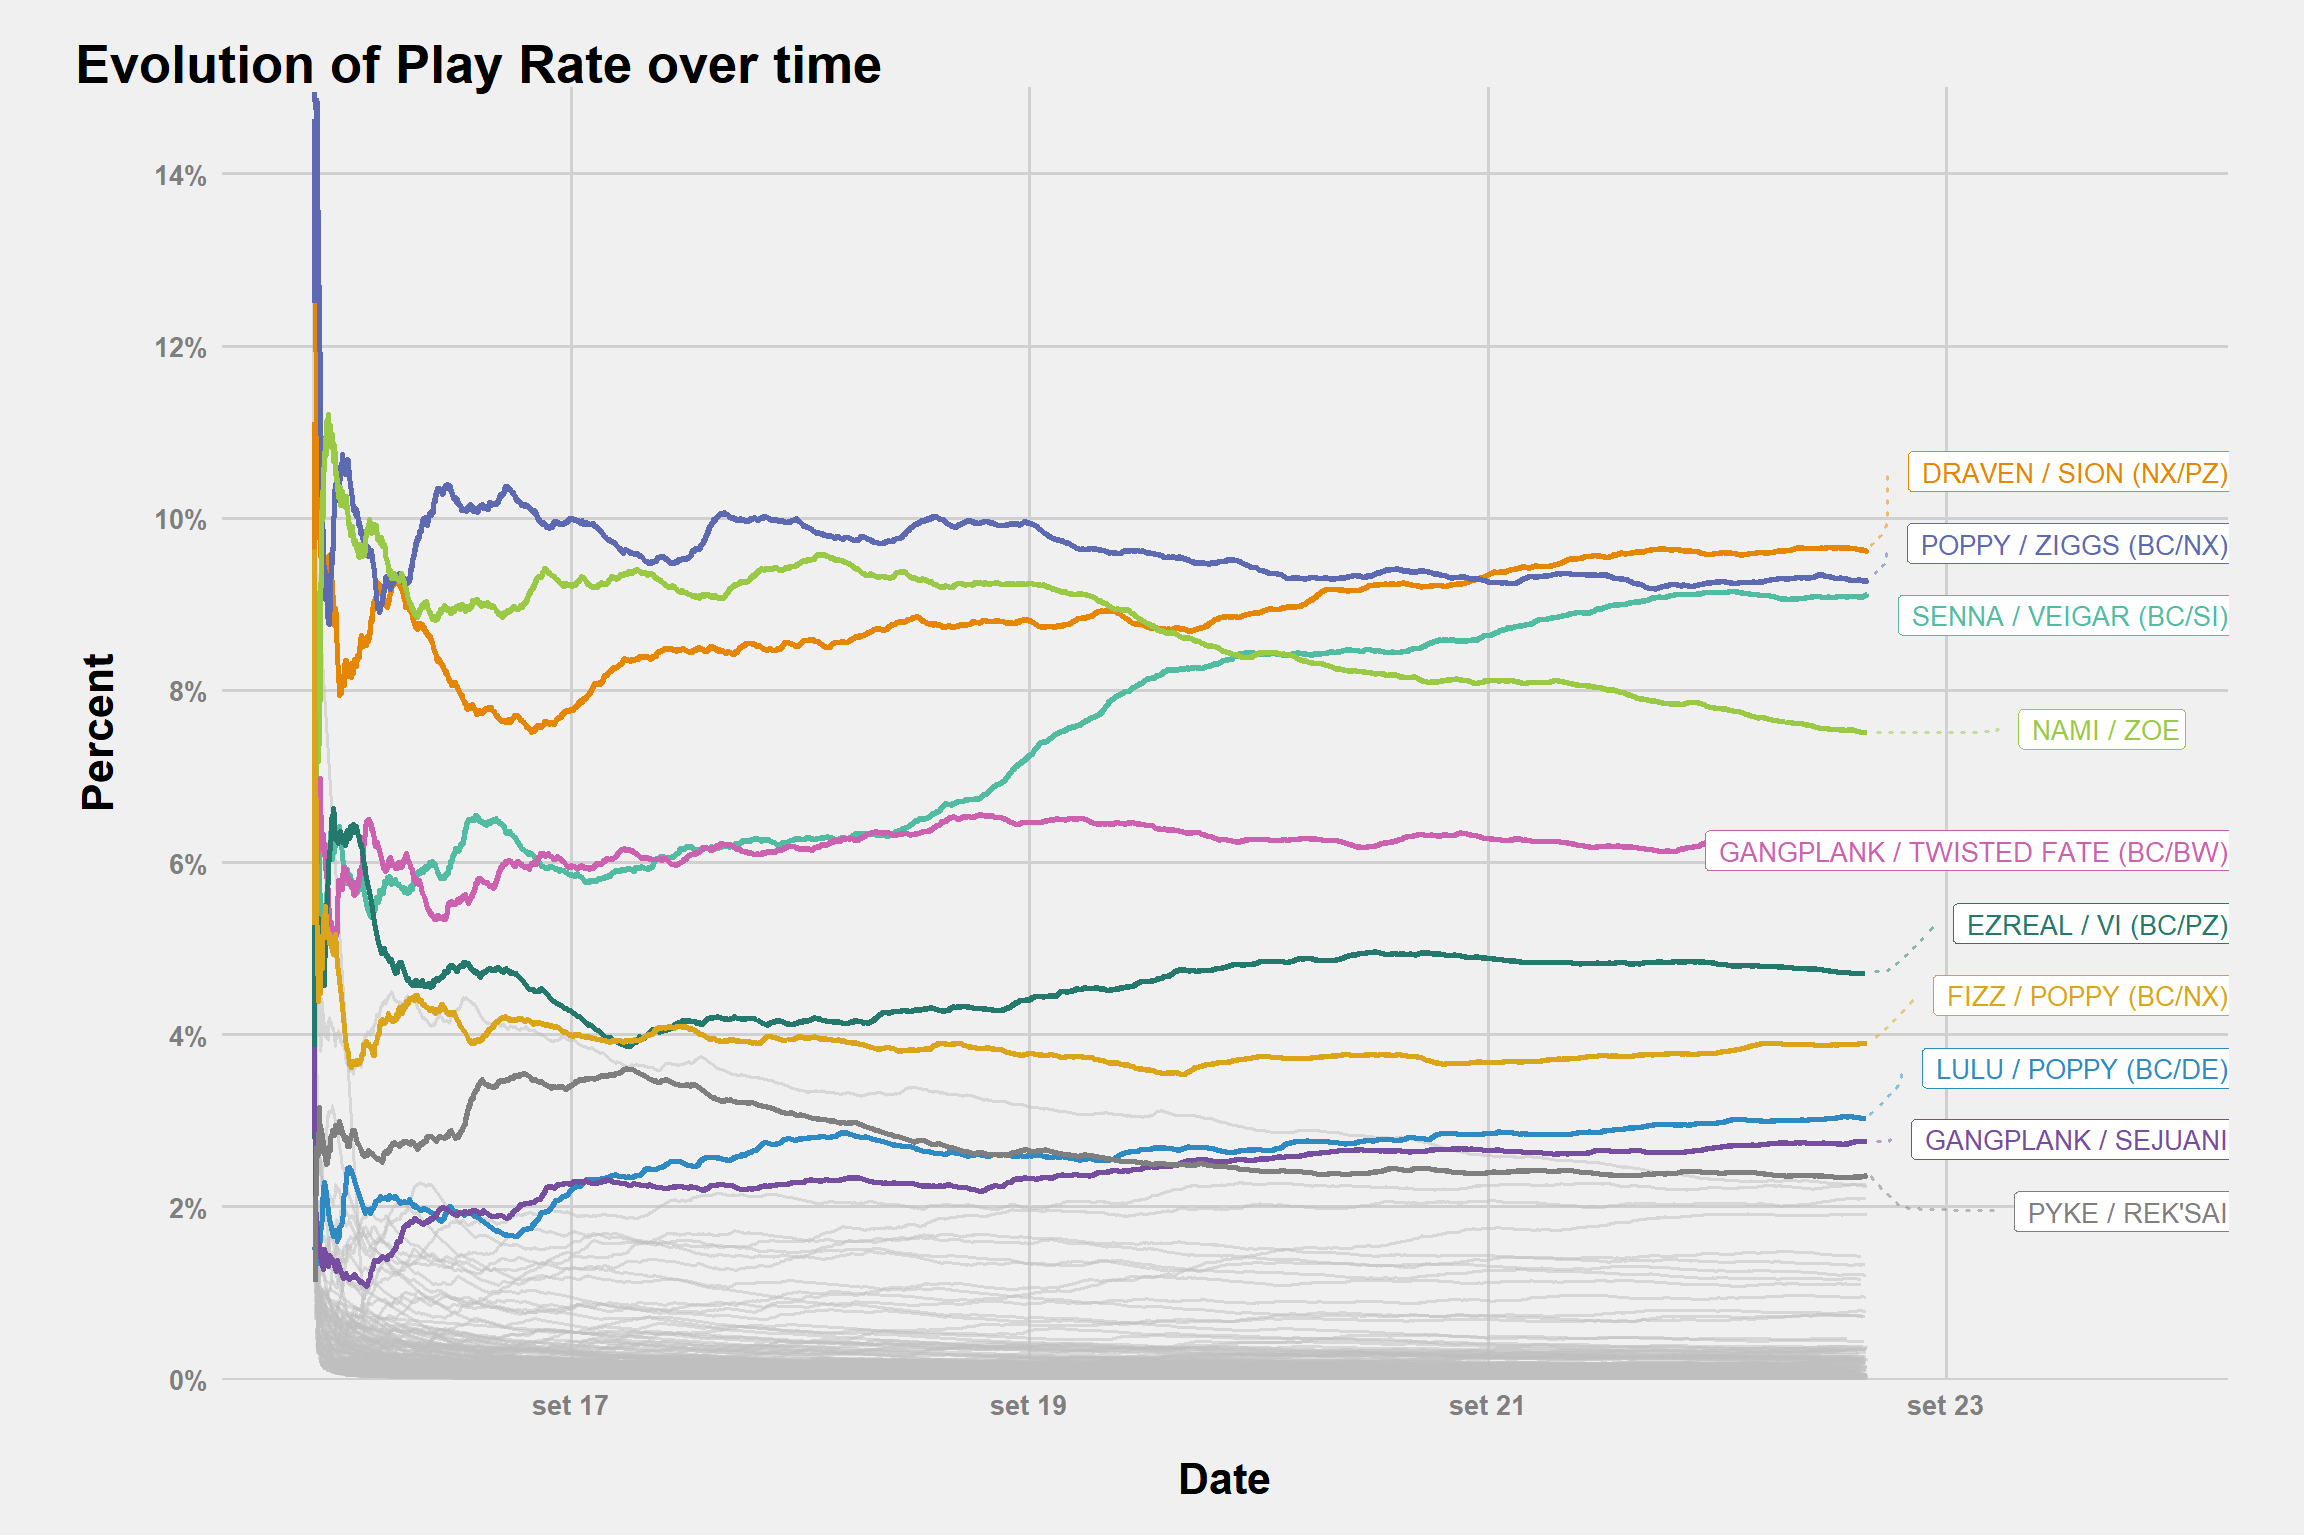 Evolution of Play Rate over time
Percent
14%
12%
10%
8%
6%
4%
2%
0%
DRAVEN / SION (NX/PZ)
POPPY / ZIGGS (BC/NX)
SENNA / VEIGAR (BC/SI)
NAMI / ZOE
GANGPLANK / TWISTED FATE (BC/BW)
EZREAL / VI (BC/PZ)
FIZZ / POPPY (BC/NX)
LULU / POPPY (BC/DE)
GANGPLANK / SEJUANI
PYKE / REK'SAI
set 17
set 19
set 21
set 23
Date